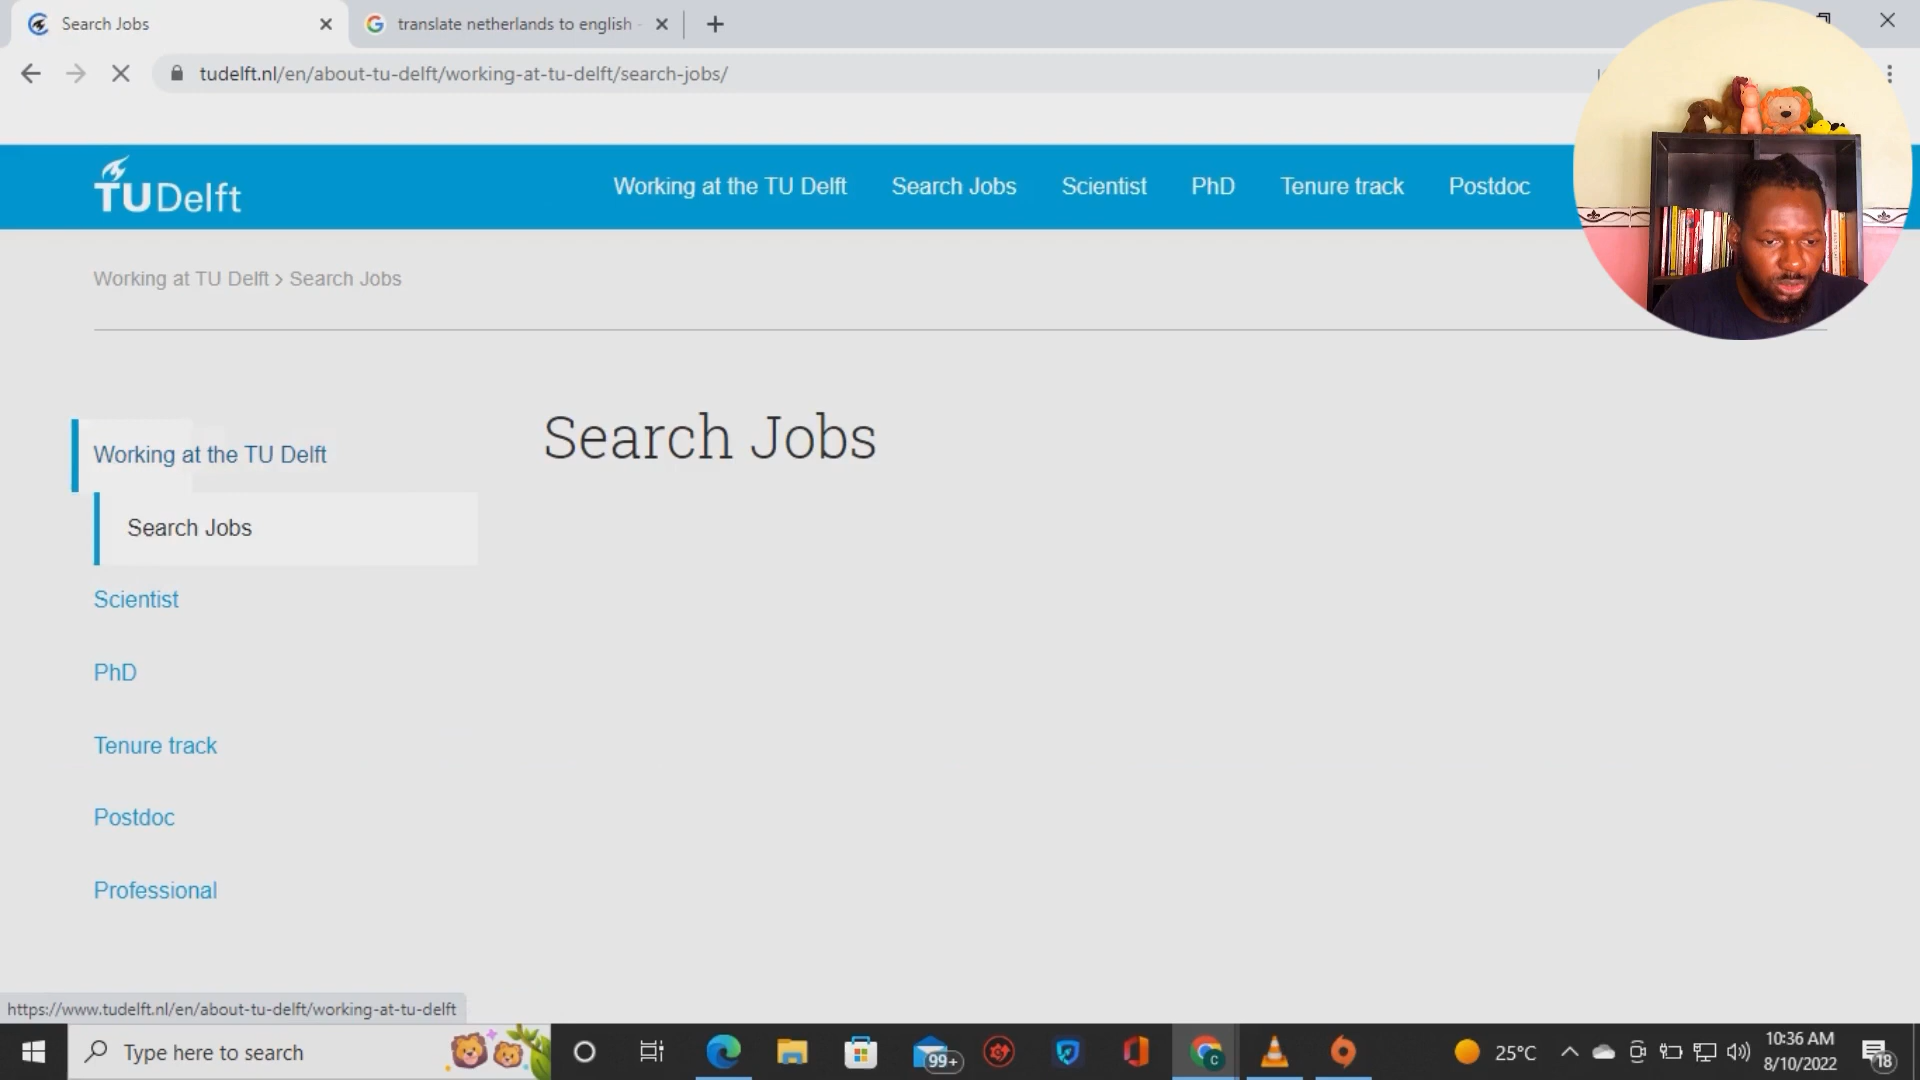 Search Jobs
translate netherlands to english
tudelft.nl/en/about-tu-delft/working-at-tu-delft/search-jobs/
TUDelft
Working at the TU Delft
Search Jobs
Scientist
PhD
Tenure track
Postdoc
Working at TU Delft > Search Jobs
Working at the TU Delft
Search Jobs
Scientist
PhD
Tenure track
Postdoc
Professional
Search Jobs
https://www.tudelft.nl/en/about-tu-delft/working-at-tu-delft
Type here to search
99+
25°C
10:36 AM
8/10/2022
18